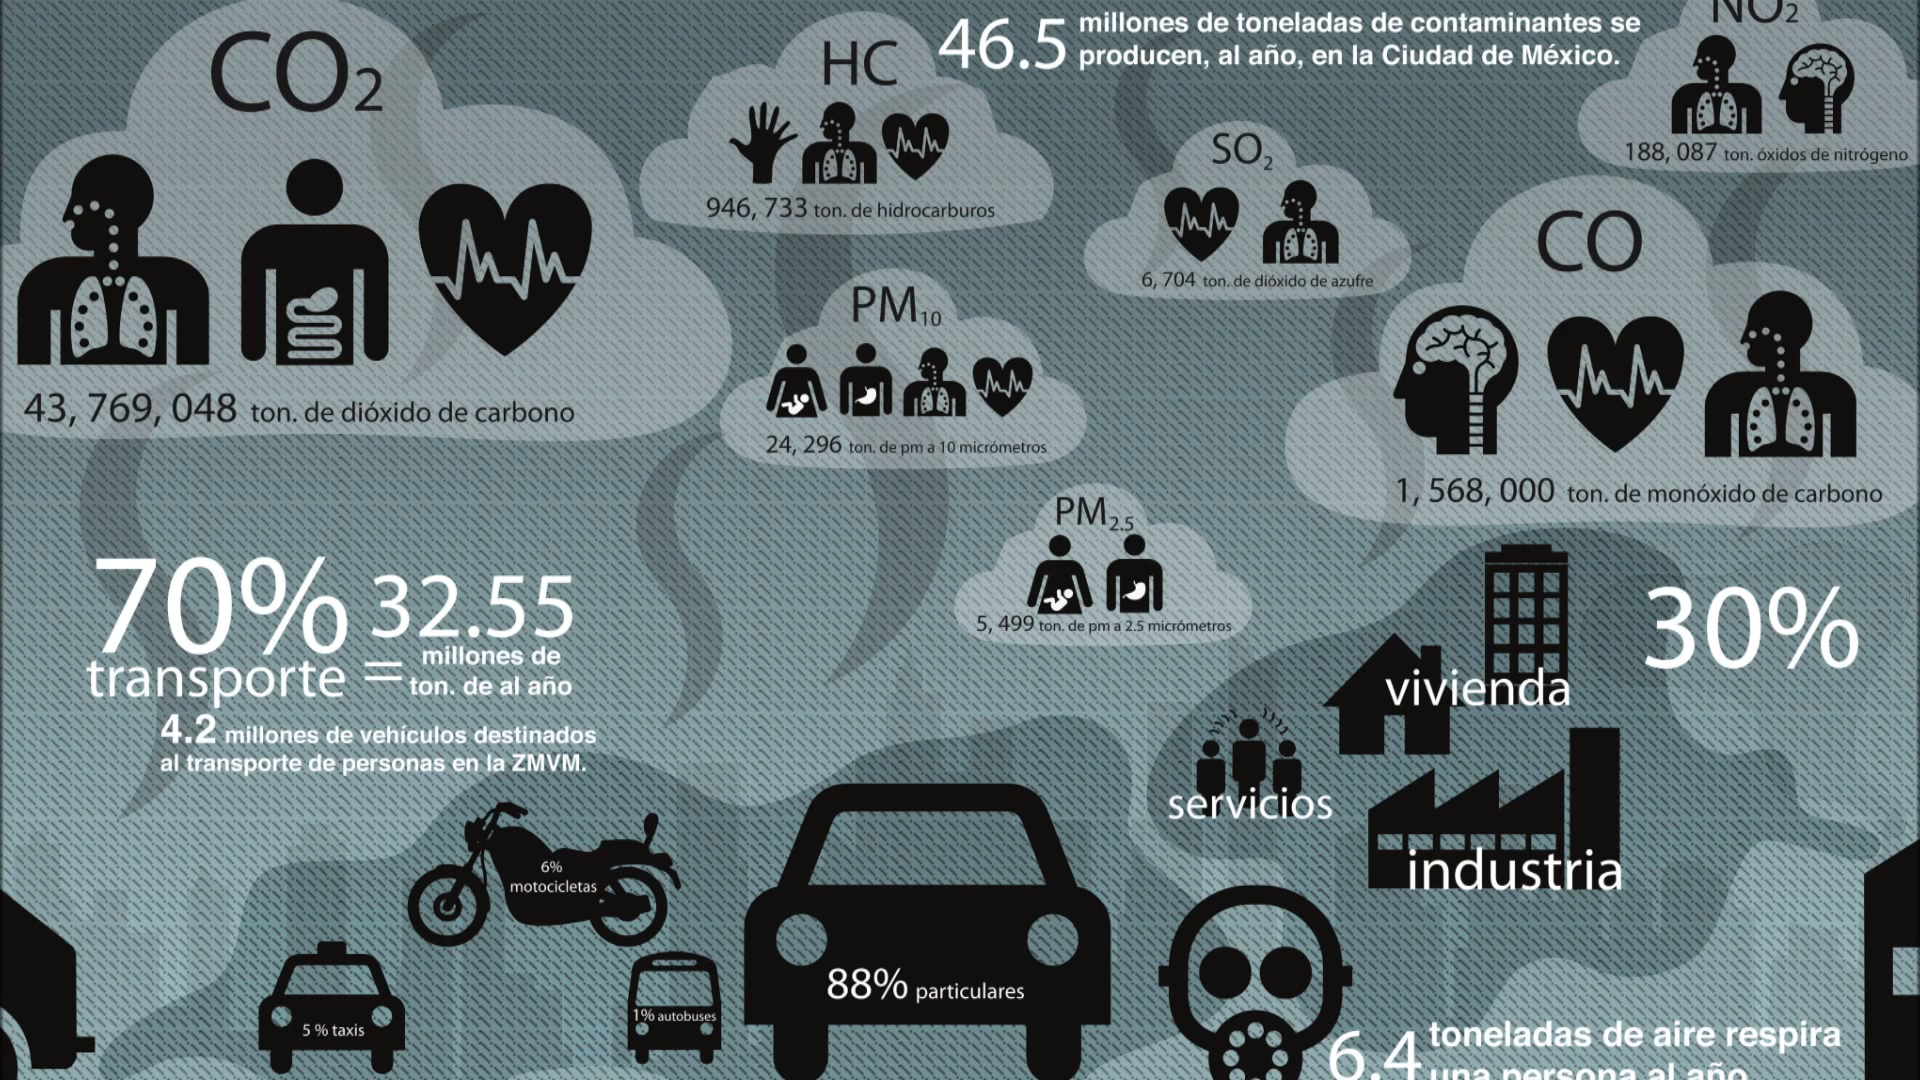 CO2
43, 769, 048 ton. de dióxido de carbono
HC
946, 733 ton. de hidrocarburos
46.5 millones de toneladas de contaminantes se
producen, al año, en la Ciudad de México.
NO2
188, 087 ton. óxidos de nitrógeno
SO2
6, 704 ton. de dióxido de azufre
PM10
24, 296 ton. de pm a 10 micrómetros
CO
1, 568, 000 ton. de monóxido de carbono
PM2.5
5, 499 ton. de pm a 2.5 micrómetros
70%
transporte
=
32.55
millones de
ton. de al año
4.2 millones de vehículos destinados
al transporte de personas en la ZMVM.
30%
vivienda
servicios
industria
6%
motocicletas
5 % taxis
1% autobuses
88% particulares
6.4 toneladas de aire respira
una persona al año